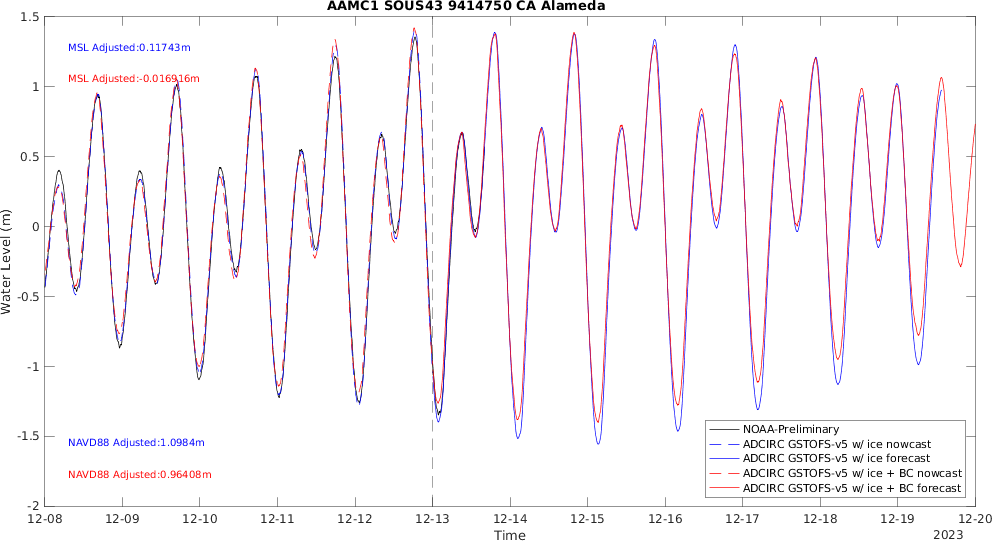 AAMC1 SOUS43 9414750 CA Alameda
MSL Adjusted:0.11743m
MSL Adjusted:-0.016916m
NAVD88 Adjusted:1.0984m
NAVD88 Adjusted:0.96408m
Water Level (m)
1.5
1
0.5
0
-0.5
-1
-1.5
-2
NOAA-Preliminary
ADCIRC GSTOFS-v5 w/ ice nowcast
ADCIRC GSTOFS-v5 w/ ice forecast
ADCIRC GSTOFS-v5 w/ ice + BC nowcast
ADCIRC GSTOFS-v5 w/ ice + BC forecast
12-08 12-09 12-10 12-11 12-12 12-13 12-14 12-15 12-16 12-17 12-18 12-19 12-20
Time
2023